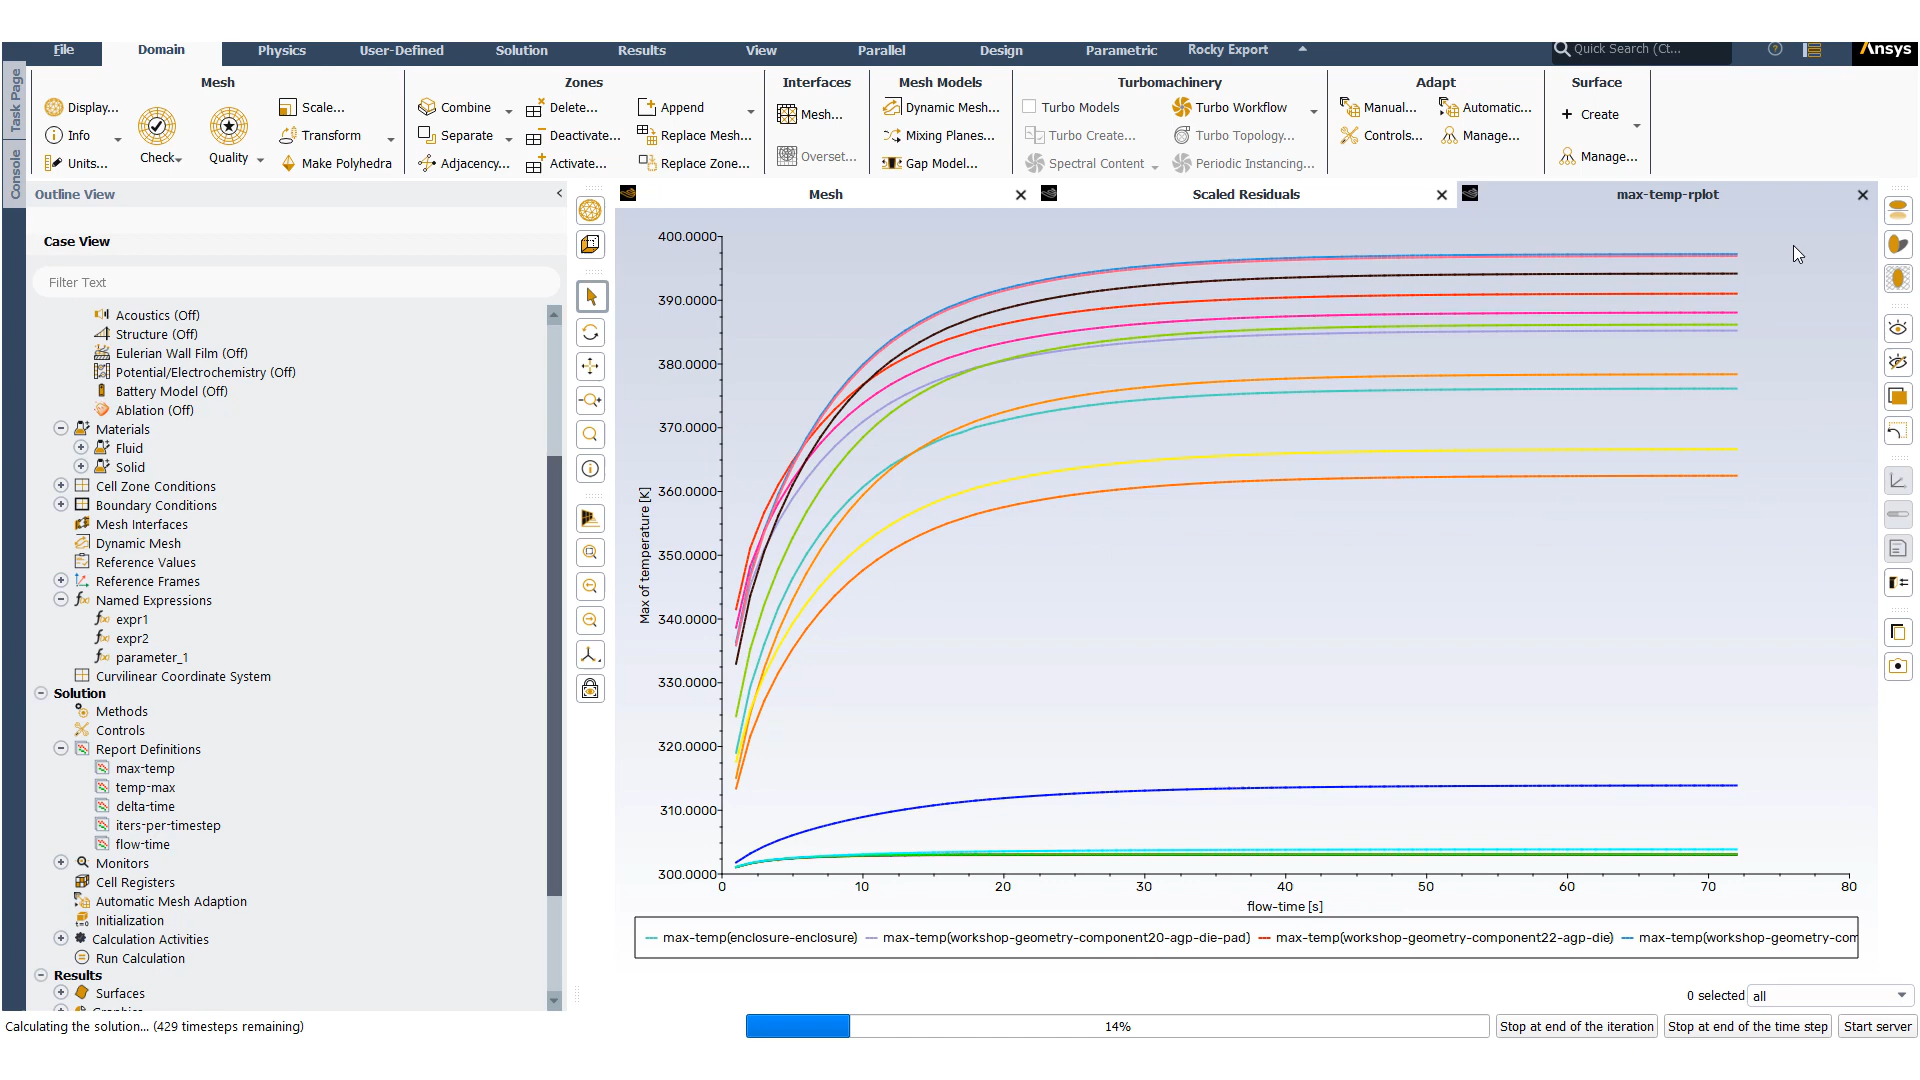 File
Domain
Physics
User-Defined
Solution
Results
View
Parallel
Design
Parametric
Rocky Export
Quick Search (Ct...
Ansys
Task Page
Console
Mesh
Display...
Info
Units...
Check
Quality
Scale...
Transform
Make Polyhedra
Zones
Combine
Separate
Adjacency...
Delete...
Deactivate...
Activate...
Append
Replace Mesh...
Replace Zone...
Interfaces
Mesh...
Overset...
Mesh Models
Dynamic Mesh...
Mixing Planes...
Gap Model...
Turbomachinery
Turbo Models
Turbo Create...
Spectral Content
Turbo Workflow
Turbo Topology...
Periodic Instancing...
Adapt
Manual...
Controls...
Automatic...
Manage...
Surface
Create
Manage...
Outline View
<
Case View
Filter Text
Acoustics (Off)
Structure (Off)
Eulerian Wall Film (Off)
Potential/Electrochemistry (Off)
Battery Model (Off)
Ablation (Off)
Materials
Fluid
Solid
Cell Zone Conditions
Boundary Conditions
Mesh Interfaces
Dynamic Mesh
Reference Values
Reference Frames
Named Expressions
expr1
expr2
parameter_1
Curvilinear Coordinate System
Solution
Methods
Controls
Report Definitions
max-temp
temp-max
delta-time
iters-per-timestep
flow-time
Monitors
Cell Registers
Automatic Mesh Adaption
Initialization
Calculation Activities
Run Calculation
Results
Surfaces
Mesh
Scaled Residuals
max-temp-rplot
Max of temperature [K]
400.0000
390.0000
380.0000
370.0000
360.0000
350.0000
340.0000
330.0000
320.0000
310.0000
300.0000
0 10 20 30 40 50 60 70 80
flow-time [s]
max-temp(enclosure-enclosure) max-temp(workshop-geometry-component20-agp-die-pad) max-temp(workshop-geometry-component22-agp-die) max-temp(workshop-geometry-com
0 selected all
Calculating the solution... (429 timesteps remaining)
14%
Stop at end of the iteration
Stop at end of the time step
Start server